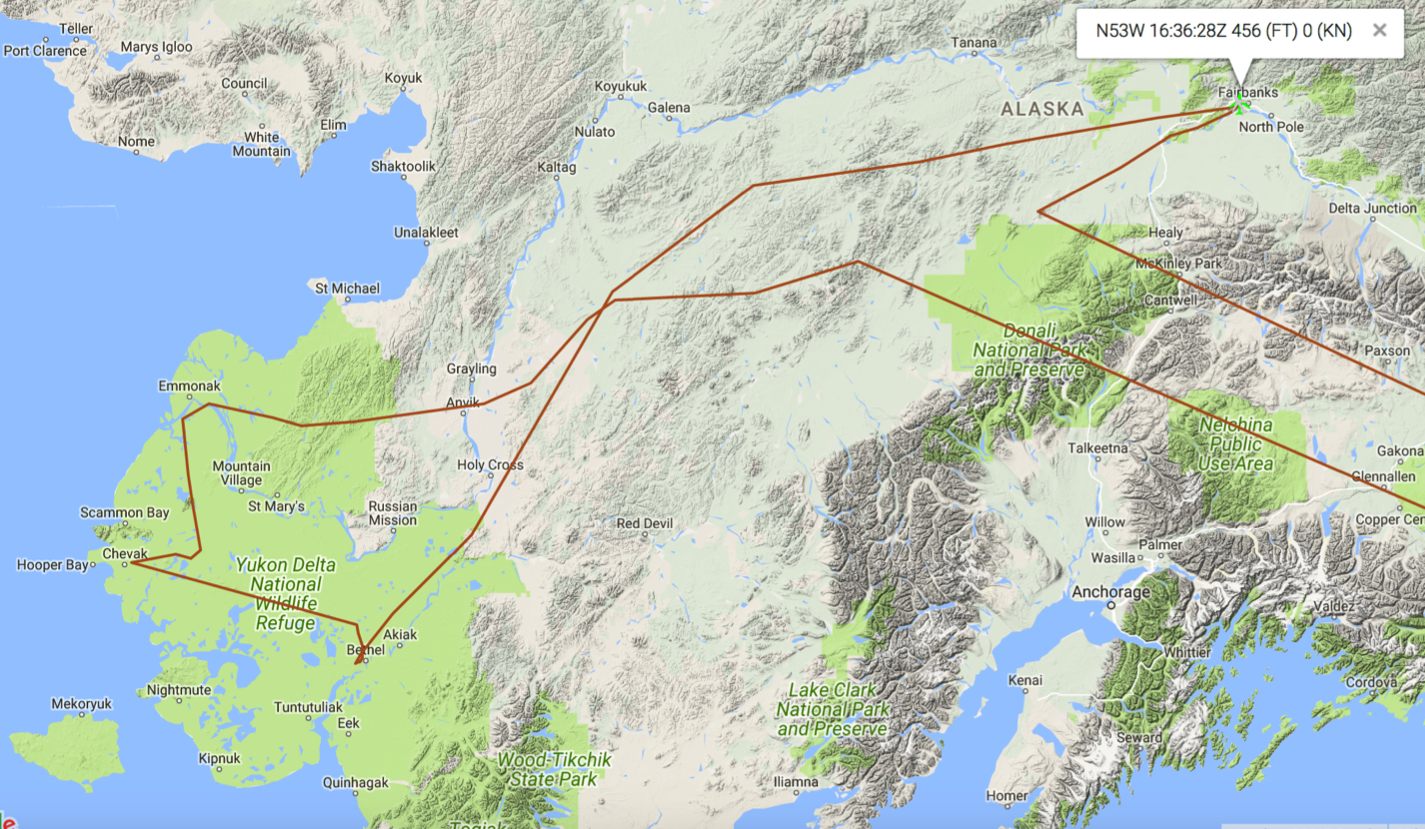 N53W 16:36:28Z 456 (FT) 0 (KN) ×
Teller
Port Clarence
Marys Igloo
Council
Koyuk
Koyukuk
Tanana
Galena
ALASKA
Fairbanks
North Pole
Nome
White
Mountain
Elim
Nulato
Shaktoolik
Kaltag
Delta Junction
Unalakleet
Healy
McKinley Park
St Michael
Cantwell
Denali
National Park
and Preserve
Paxson
Grayling
Emmonak
Anvik
Nelchina
Public
Use Area
Talkeetna
Gakona
Holy Cross
Mountain
Village
Glennallen
St Mary's
Russian
Mission
Scammon Bay
Red Devil
Willow
Copper Cen
Chevak
Hooper Bay
Palmer
Wasilla
Yukon Delta
National
Wildlife
Refuge
Anchorage
Valdez
Akiak
Bethel
Whittier
Kenai
Cordova
Nightmute
Lake Clark
National Park
and Preserve
Mekoryuk
Tuntutuliak
Eek
Seward
Kipnuk
Wood-Tikchik
State Park
Quinhagak
Iliamna
Homer
Togiak